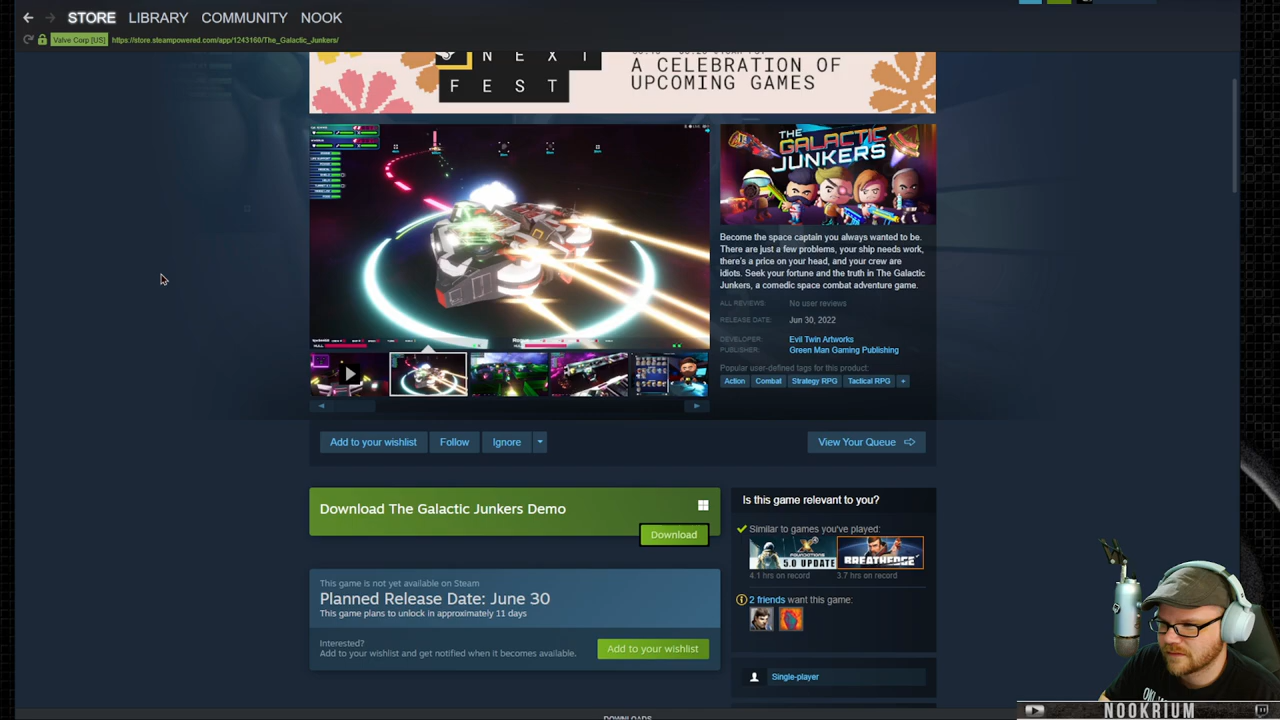 STORE LIBRARY COMMUNITY NOOK
Valve Corp [US] https://store.steampowered.com/app/1243160/The_Galactic_Junkers/
NEXT
FEST
A CELEBRATION OF
UPCOMING GAMES
THE
GALACTIC
JUNKERS
Become the space captain you always wanted to be.
There are just a few problems, your ship needs work,
there's a price on your head, and your crew are
idiots. Seek your fortune and the truth in The Galactic
Junkers, a comedic space combat adventure game.
ALL REVIEWS: No user reviews
RELEASE DATE: Jun 30, 2022
DEVELOPER: Evil Twin Artworks
PUBLISHER: Green Man Gaming Publishing
Popular user-defined tags for this product:
Action Combat Strategy RPG Tactical RPG +
Add to your wishlist Follow Ignore View Your Queue
Download The Galactic Junkers Demo
Download
This game is not yet available on Steam
Planned Release Date: June 30
This game plans to unlock in approximately 11 days
Interested?
Add to your wishlist and get notified when it becomes available.
Add to your wishlist
Is this game relevant to you?
Similar to games you've played:
FOUNDATIONS
5.0 UPDATE
BREATHEDGE
4.1 hrs on record 3.7 hrs on record
2 friends want this game:
Single-player
DOWNLOADS
NOOKRIUM